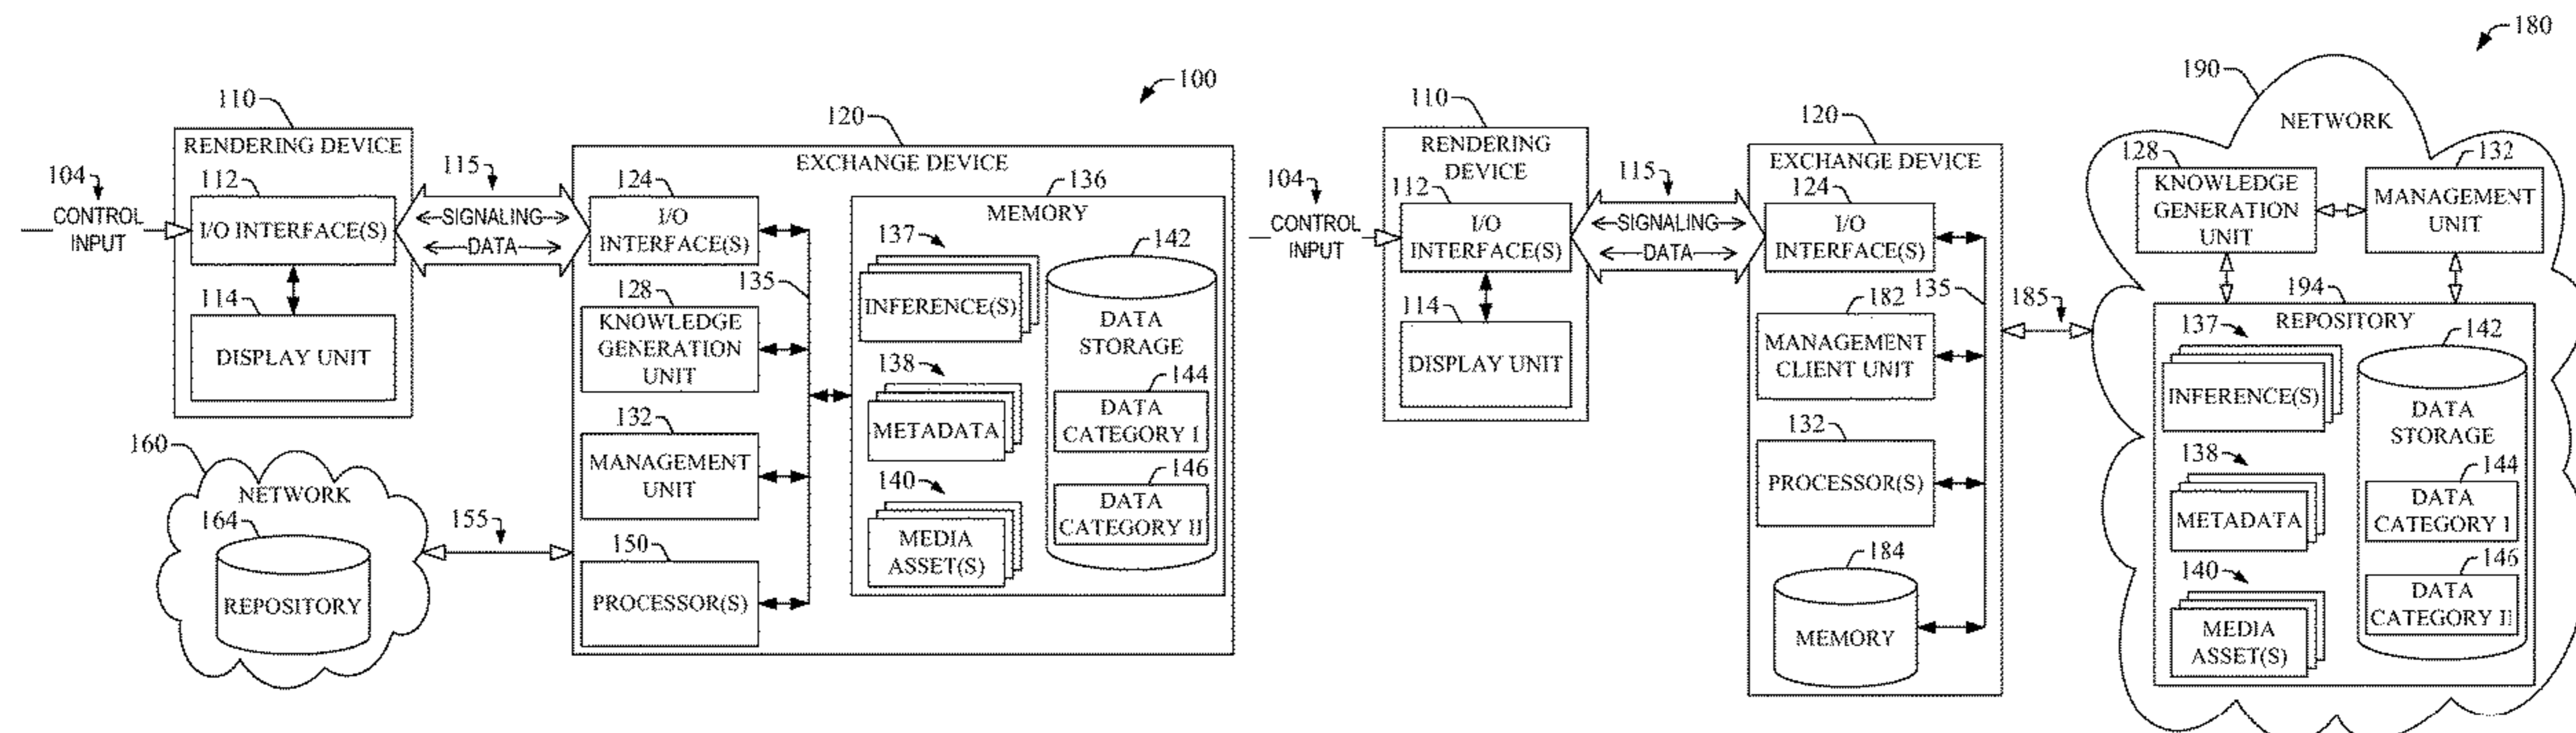 100
110
RENDERING DEVICE
104
CONTROL
INPUT
112
I/O INTERFACE(S)
114
DISPLAY UNIT
115
SIGNALING
DATA
120
EXCHANGE DEVICE
124
I/O
INTERFACE(S)
128
KNOWLEDGE
GENERATION
UNIT
132
MANAGEMENT
UNIT
150
PROCESSOR(S)
135
136
MEMORY
137
INFERENCE(S)
138
METADATA
140
MEDIA
ASSET(S)
142
DATA
STORAGE
144
DATA
CATEGORY I
146
DATA
CATEGORY II
160
NETWORK
164
REPOSITORY
155
180
110
RENDERING
DEVICE
104
CONTROL
INPUT
112
I/O
INTERFACE(S)
114
DISPLAY UNIT
115
SIGNALING
DATA
120
EXCHANGE DEVICE
124
I/O
INTERFACE(S)
182
135
MANAGEMENT
CLIENT UNIT
132
PROCESSOR(S)
184
MEMORY
185
190
NETWORK
128
KNOWLEDGE
GENERATION
UNIT
132
MANAGEMENT
UNIT
194
REPOSITORY
137
INFERENCE(S)
138
METADATA
140
MEDIA
ASSET(S)
142
DATA
STORAGE
144
DATA
CATEGORY I
146
DATA
CATEGORY II